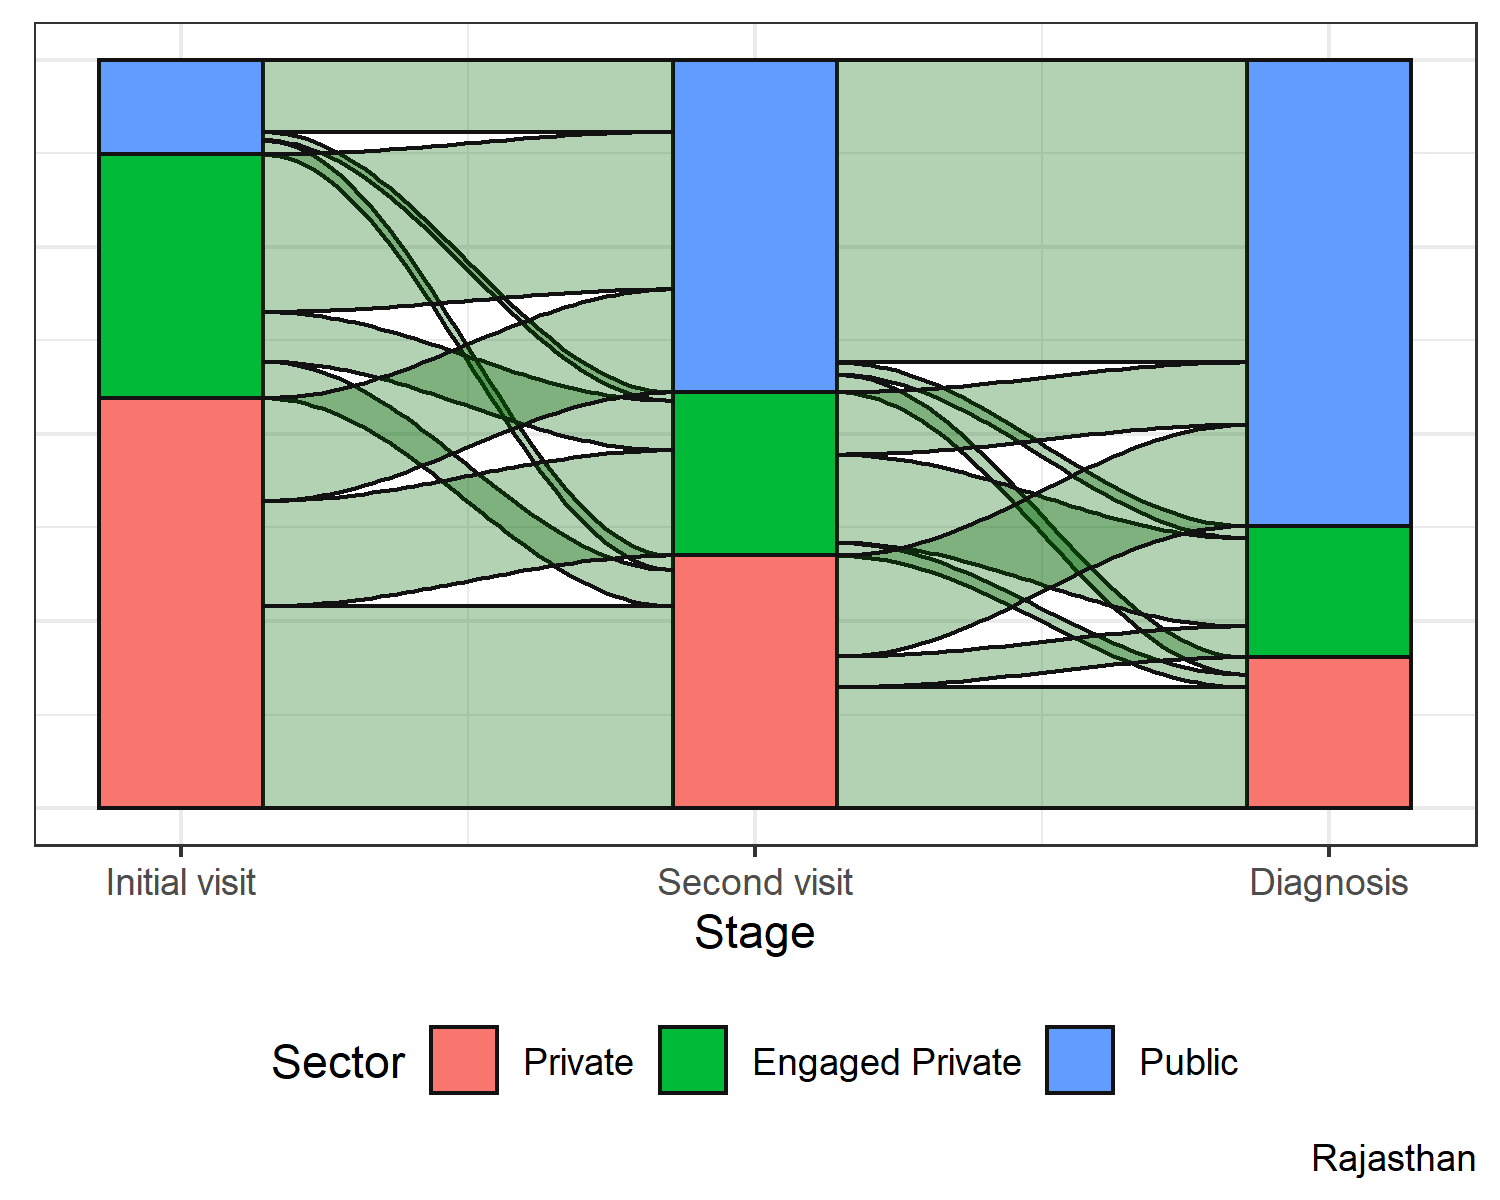 Initial visit Second visit Diagnosis
Stage
Sector Private Engaged Private Public
Rajasthan